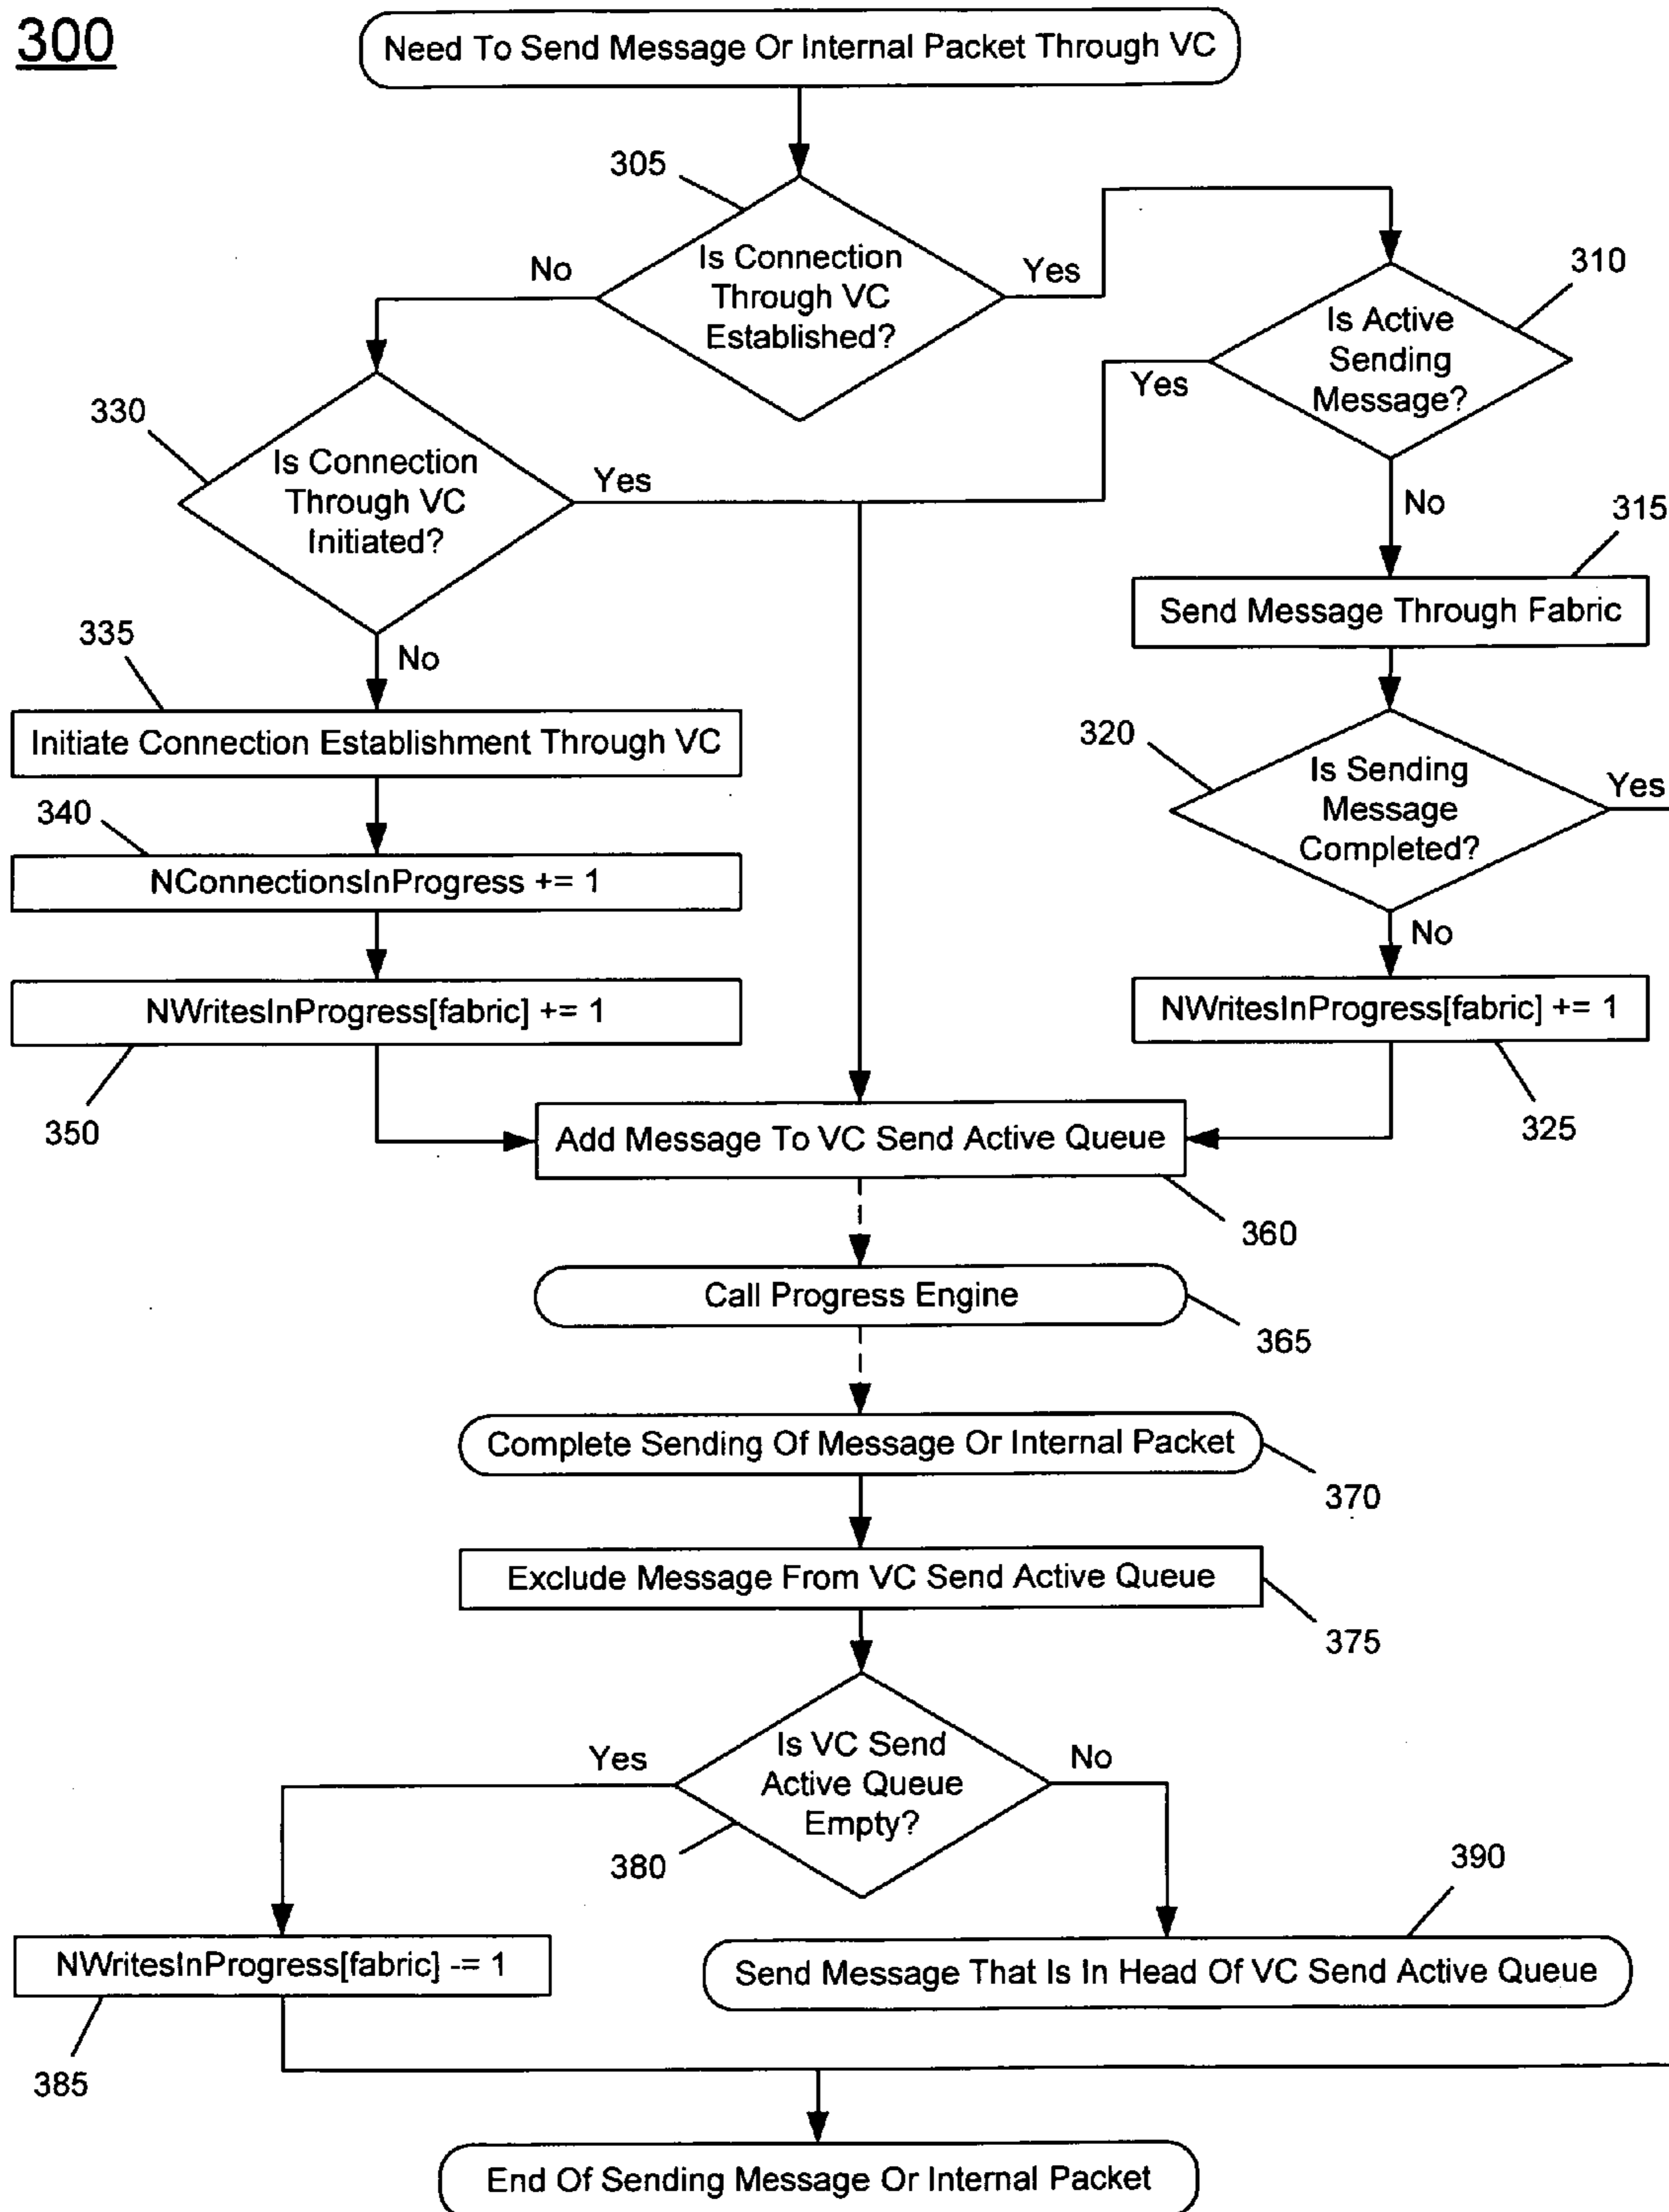 300
Need To Send Message Or Internal Packet Through VC
305
Is Connection
Through VC
Established?
No
Yes
310
Is Active
Sending
Message?
Yes
No
330
Is Connection
Through VC
Initiated?
Yes
No
315
Send Message Through Fabric
335
Initiate Connection Establishment Through VC
320
Is Sending
Message
Completed?
Yes
No
340
NConnectionsInProgress += 1
NWritesInProgress[fabric] += 1
350
NWritesInProgress[fabric] += 1
325
Add Message To VC Send Active Queue
360
Call Progress Engine
365
Complete Sending Of Message Or Internal Packet
370
Exclude Message From VC Send Active Queue
375
Is VC Send
Active Queue
Empty?
380
Yes
No
390
NWritesInProgress[fabric] -= 1
385
Send Message That Is In Head Of VC Send Active Queue
End Of Sending Message Or Internal Packet